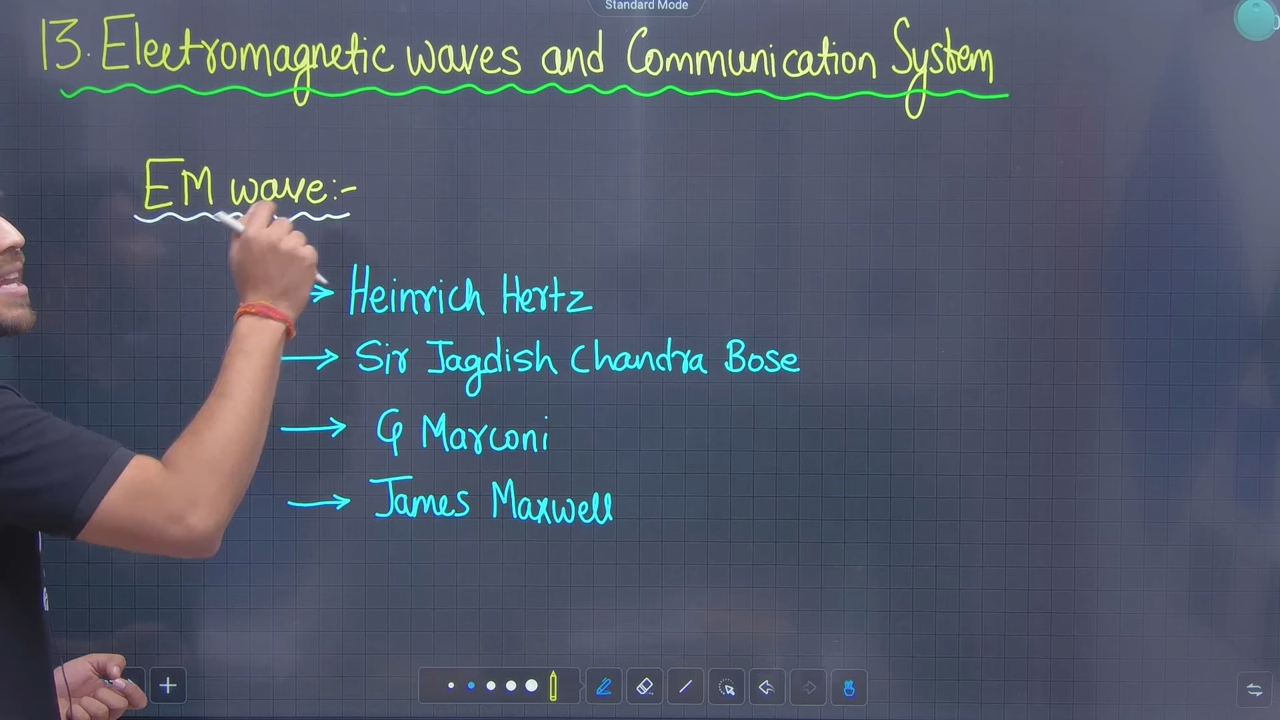 Standard Mode
13. Electromagnetic waves and Communication System
EM wave:-
→ Heinrich Hertz
→ Sir Jagdish Chandra Bose
→ G Marconi
→ James Maxwell